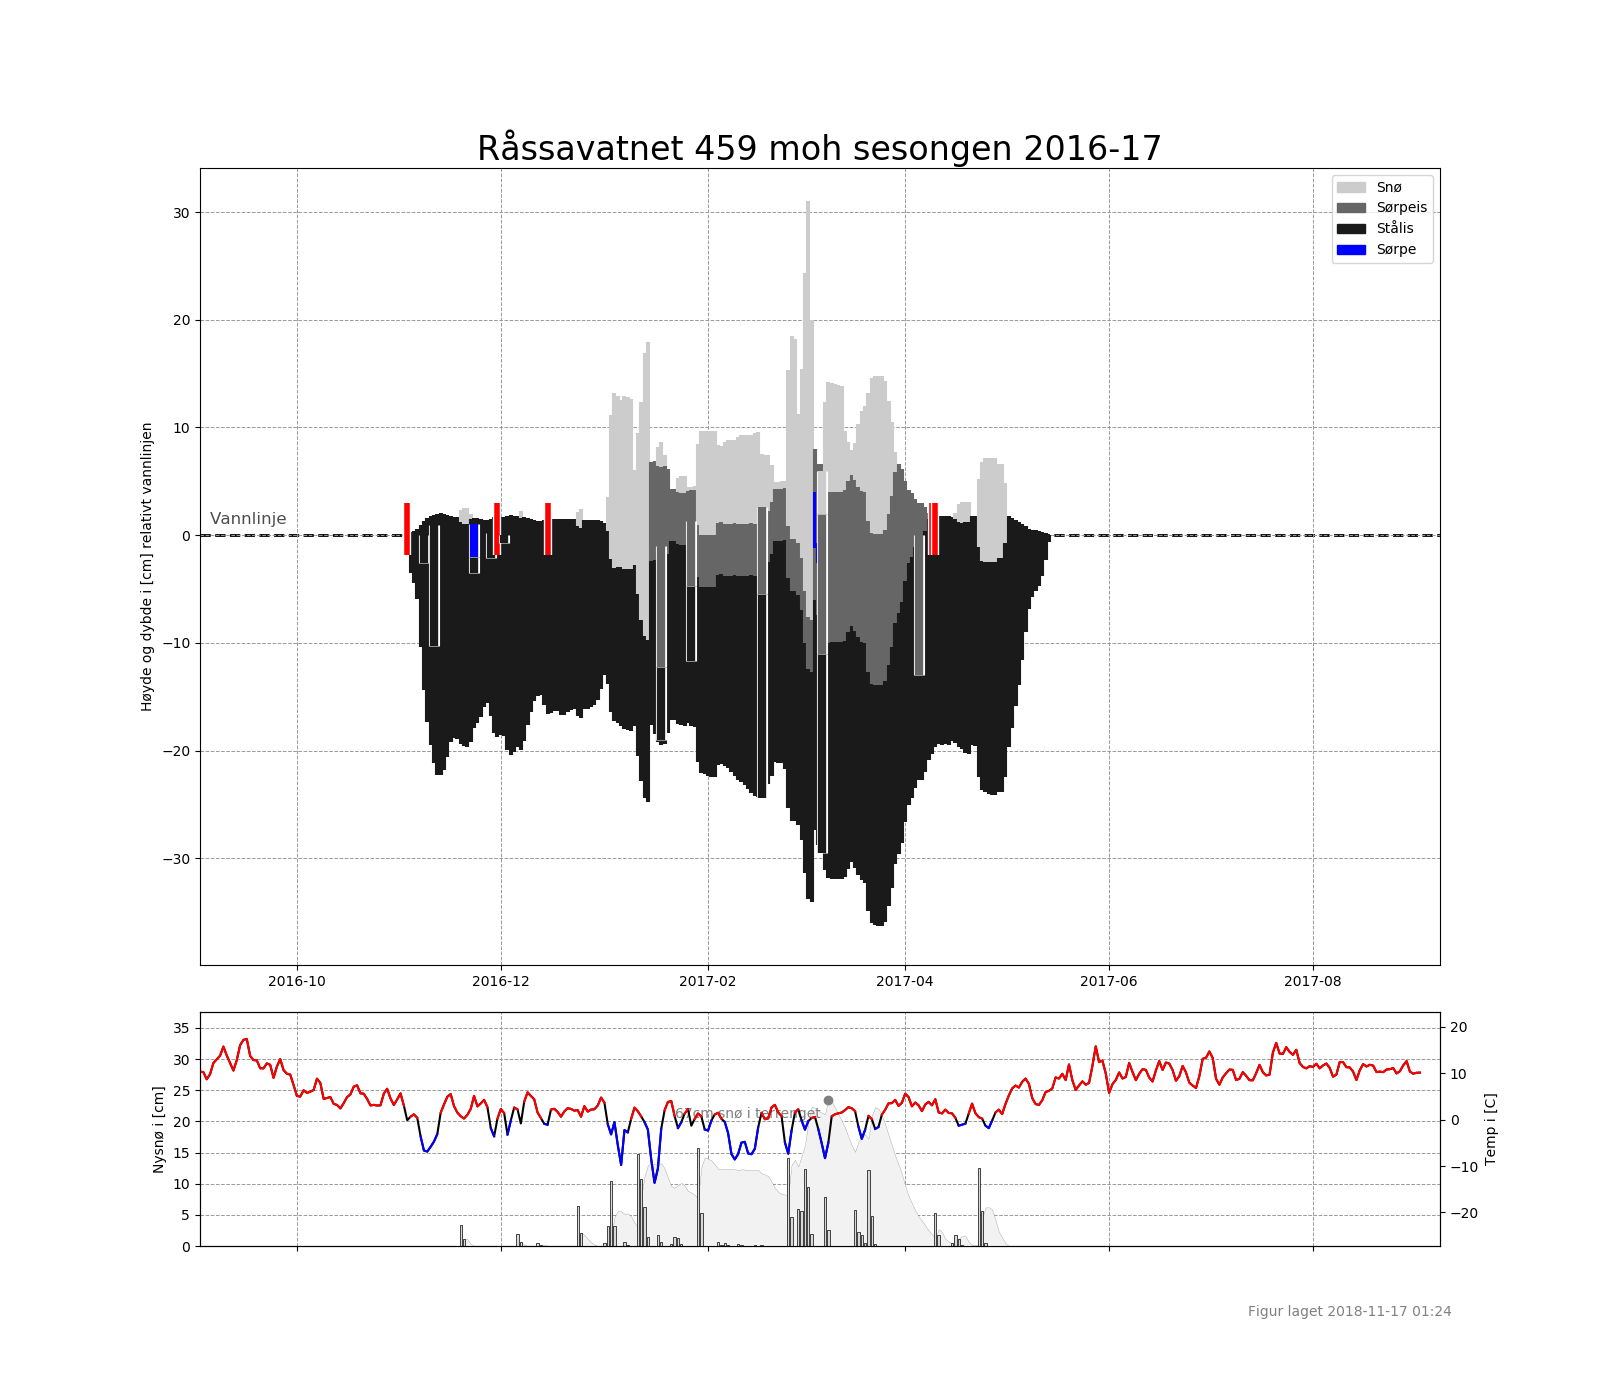 Råssavatnet 459 moh sesongen 2016-17
Snø
Sørpeis
Stålis
Sørpe
Høyde og dybde i [cm] relativt vannlinjen
30
20
10
0
−10
−20
−30
Vannlinje
2016-10
2016-12
2017-02
2017-04
2017-06
2017-08
Nysnø i [cm]
35
30
25
20
15
10
5
0
cm snø i terrenget
20
10
0
−10
−20
Temp i [C]
Figur laget 2018-11-17 01:24